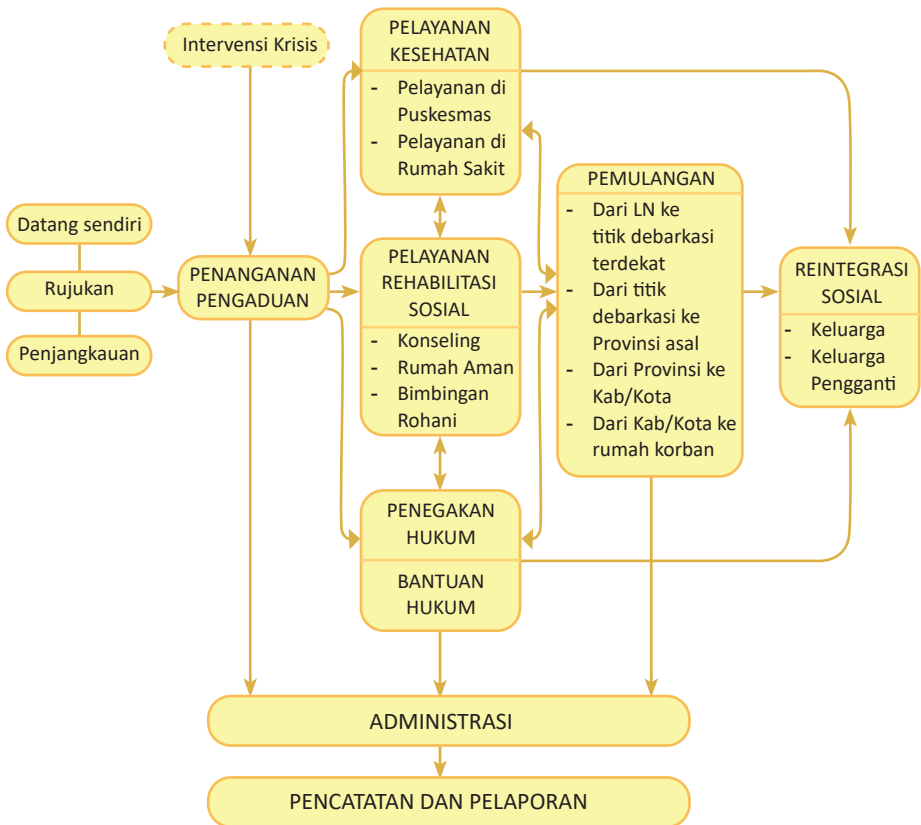 Intervensi Krisis
Datang sendiri
Rujukan
Penjangkauan
PENANGANAN
PENGADUAN
PELAYANAN
KESEHATAN
- Pelayanan di
Puskesmas
- Pelayanan di
Rumah Sakit
PELAYANAN
REHABILITASI
SOSIAL
- Konseling
- Rumah Aman
- Bimbingan
Rohani
PENEGAKAN
HUKUM
BANTUAN
HUKUM
PEMULANGAN
- Dari LN ke
titik debarkasi
terdekat
- Dari titik
debarkasi ke
Provinsi asal
- Dari Provinsi ke
Kab/Kota
- Dari Kab/Kota ke
rumah korban
REINTEGRASI
SOSIAL
- Keluarga
- Keluarga
Pengganti
ADMINISTRASI
PENCATATAN DAN PELAPORAN